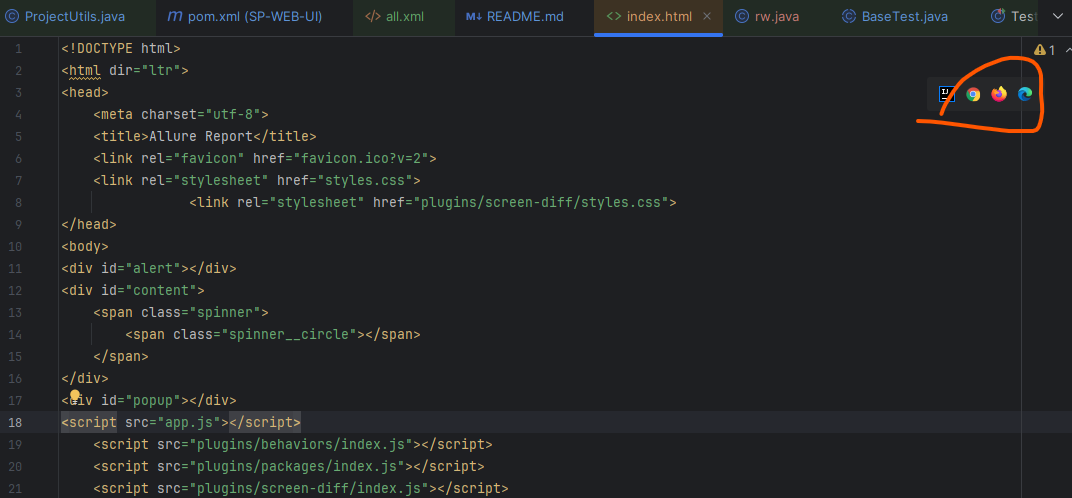 ProjectUtils.java pom.xml (SP-WEB-UI) all.xml README.md index.html rw.java BaseTest.java
1 <!DOCTYPE html> 1
2 <html dir="ltr">
3 <head>
4 <meta charset="utf-8">
5 <title>Allure Report</title>
6 <link rel="favicon" href="favicon.ico?v=2">
7 <link rel="stylesheet" href="styles.css">
8 <link rel="stylesheet" href="plugins/screen-diff/styles.css">
9 </head>
10 <body>
11 <div id="alert"></div>
12 <div id="content">
13 <span class="spinner">
14 <span class="spinner__circle"></span>
15 </span>
16 </div>
17 <div id="popup"></div>
18 <script src="app.js"></script>
19 <script src="plugins/behaviors/index.js"></script>
20 <script src="plugins/packages/index.js"></script>
21 <script src="plugins/screen-diff/index.js"></script>